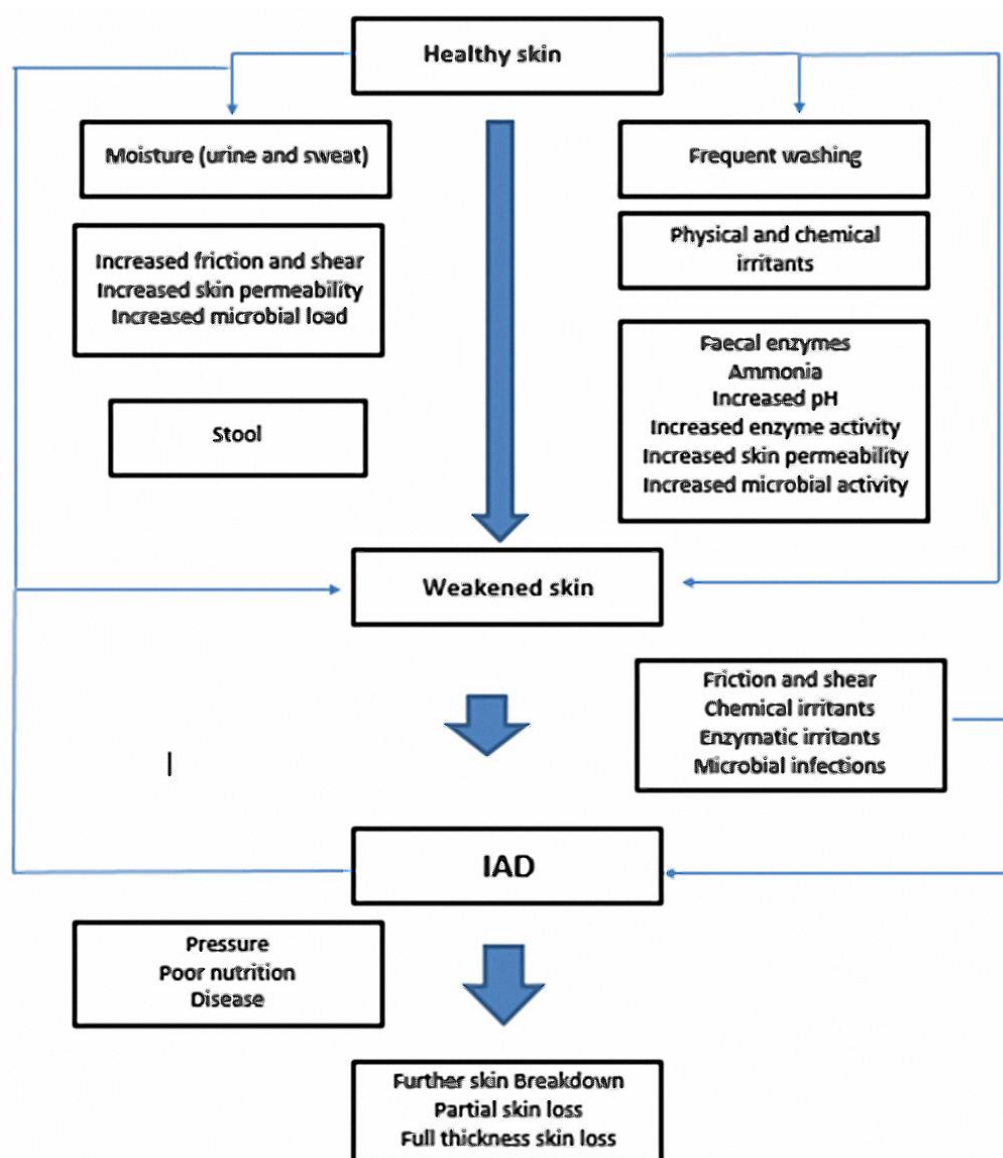 Healthy skin
Moisture (urine and sweat)
Frequent washing
Increased friction and shear
Increased skin permeability
Increased microbial load
Physical and chemical
irritants
Stool
Faecal enzymes
Ammonia
Increased pH
Increased enzyme activity
Increased skin permeability
Increased microbial activity
Weakened skin
Friction and shear
Chemical irritants
Enzymatic irritants
Microbial infections
IAD
Pressure
Poor nutrition
Disease
Further skin Breakdown
Partial skin loss
Full thickness skin loss